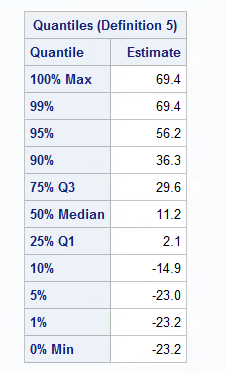 Quantiles (Definition 5)
Quantile Estimate
100% Max 69.4
99% 69.4
95% 56.2
90% 36.3
75% Q3 29.6
50% Median 11.2
25% Q1 2.1
10% -14.9
5% -23.0
1% -23.2
0% Min -23.2